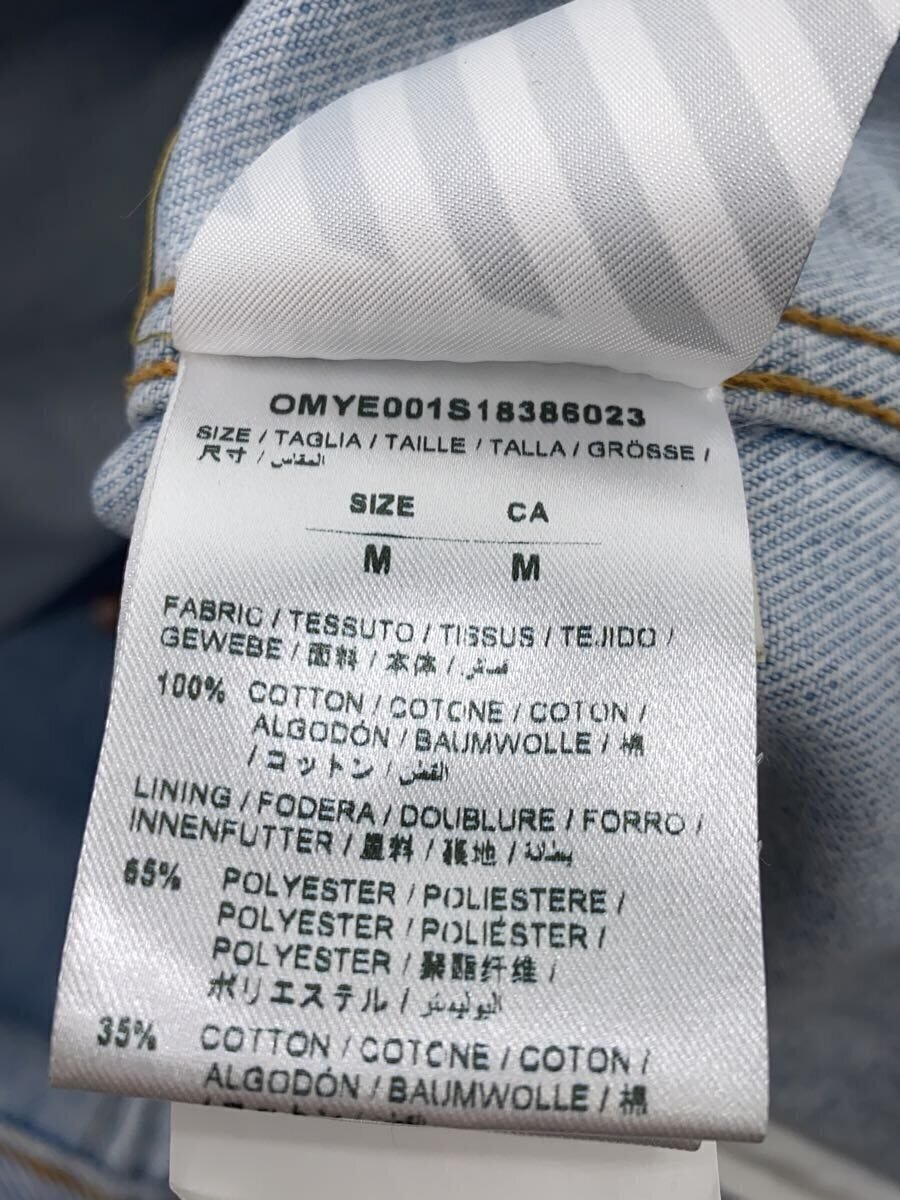 OMYE001S18386023
SIZE / TAGLIA / TAILLE / TALLA / GRÖSSE /
尺寸 / المقاس
SIZE CA
M M
FABRIC / TESSUTO / TISSUS / TEJIDO /
GEWEBE / 面料 / 本体 /
100% COTTON / COTONE / COTON /
ALGODÓN / BAUMWOLLE / 棉
/ コットン / القطن
LINING / FODERA / DOUBLURE / FORRO /
INNENFUTTER / 里料 / 裏地 / بطانة
65% POLYESTER / POLIESTERE /
POLYESTER / POLIÉSTER /
POLYESTER / 聚酯纤维 /
ポリエステル / البوليستر
35% COTTON / COTONE / COTON /
ALGODÓN / BAUMWOLLE / 棉